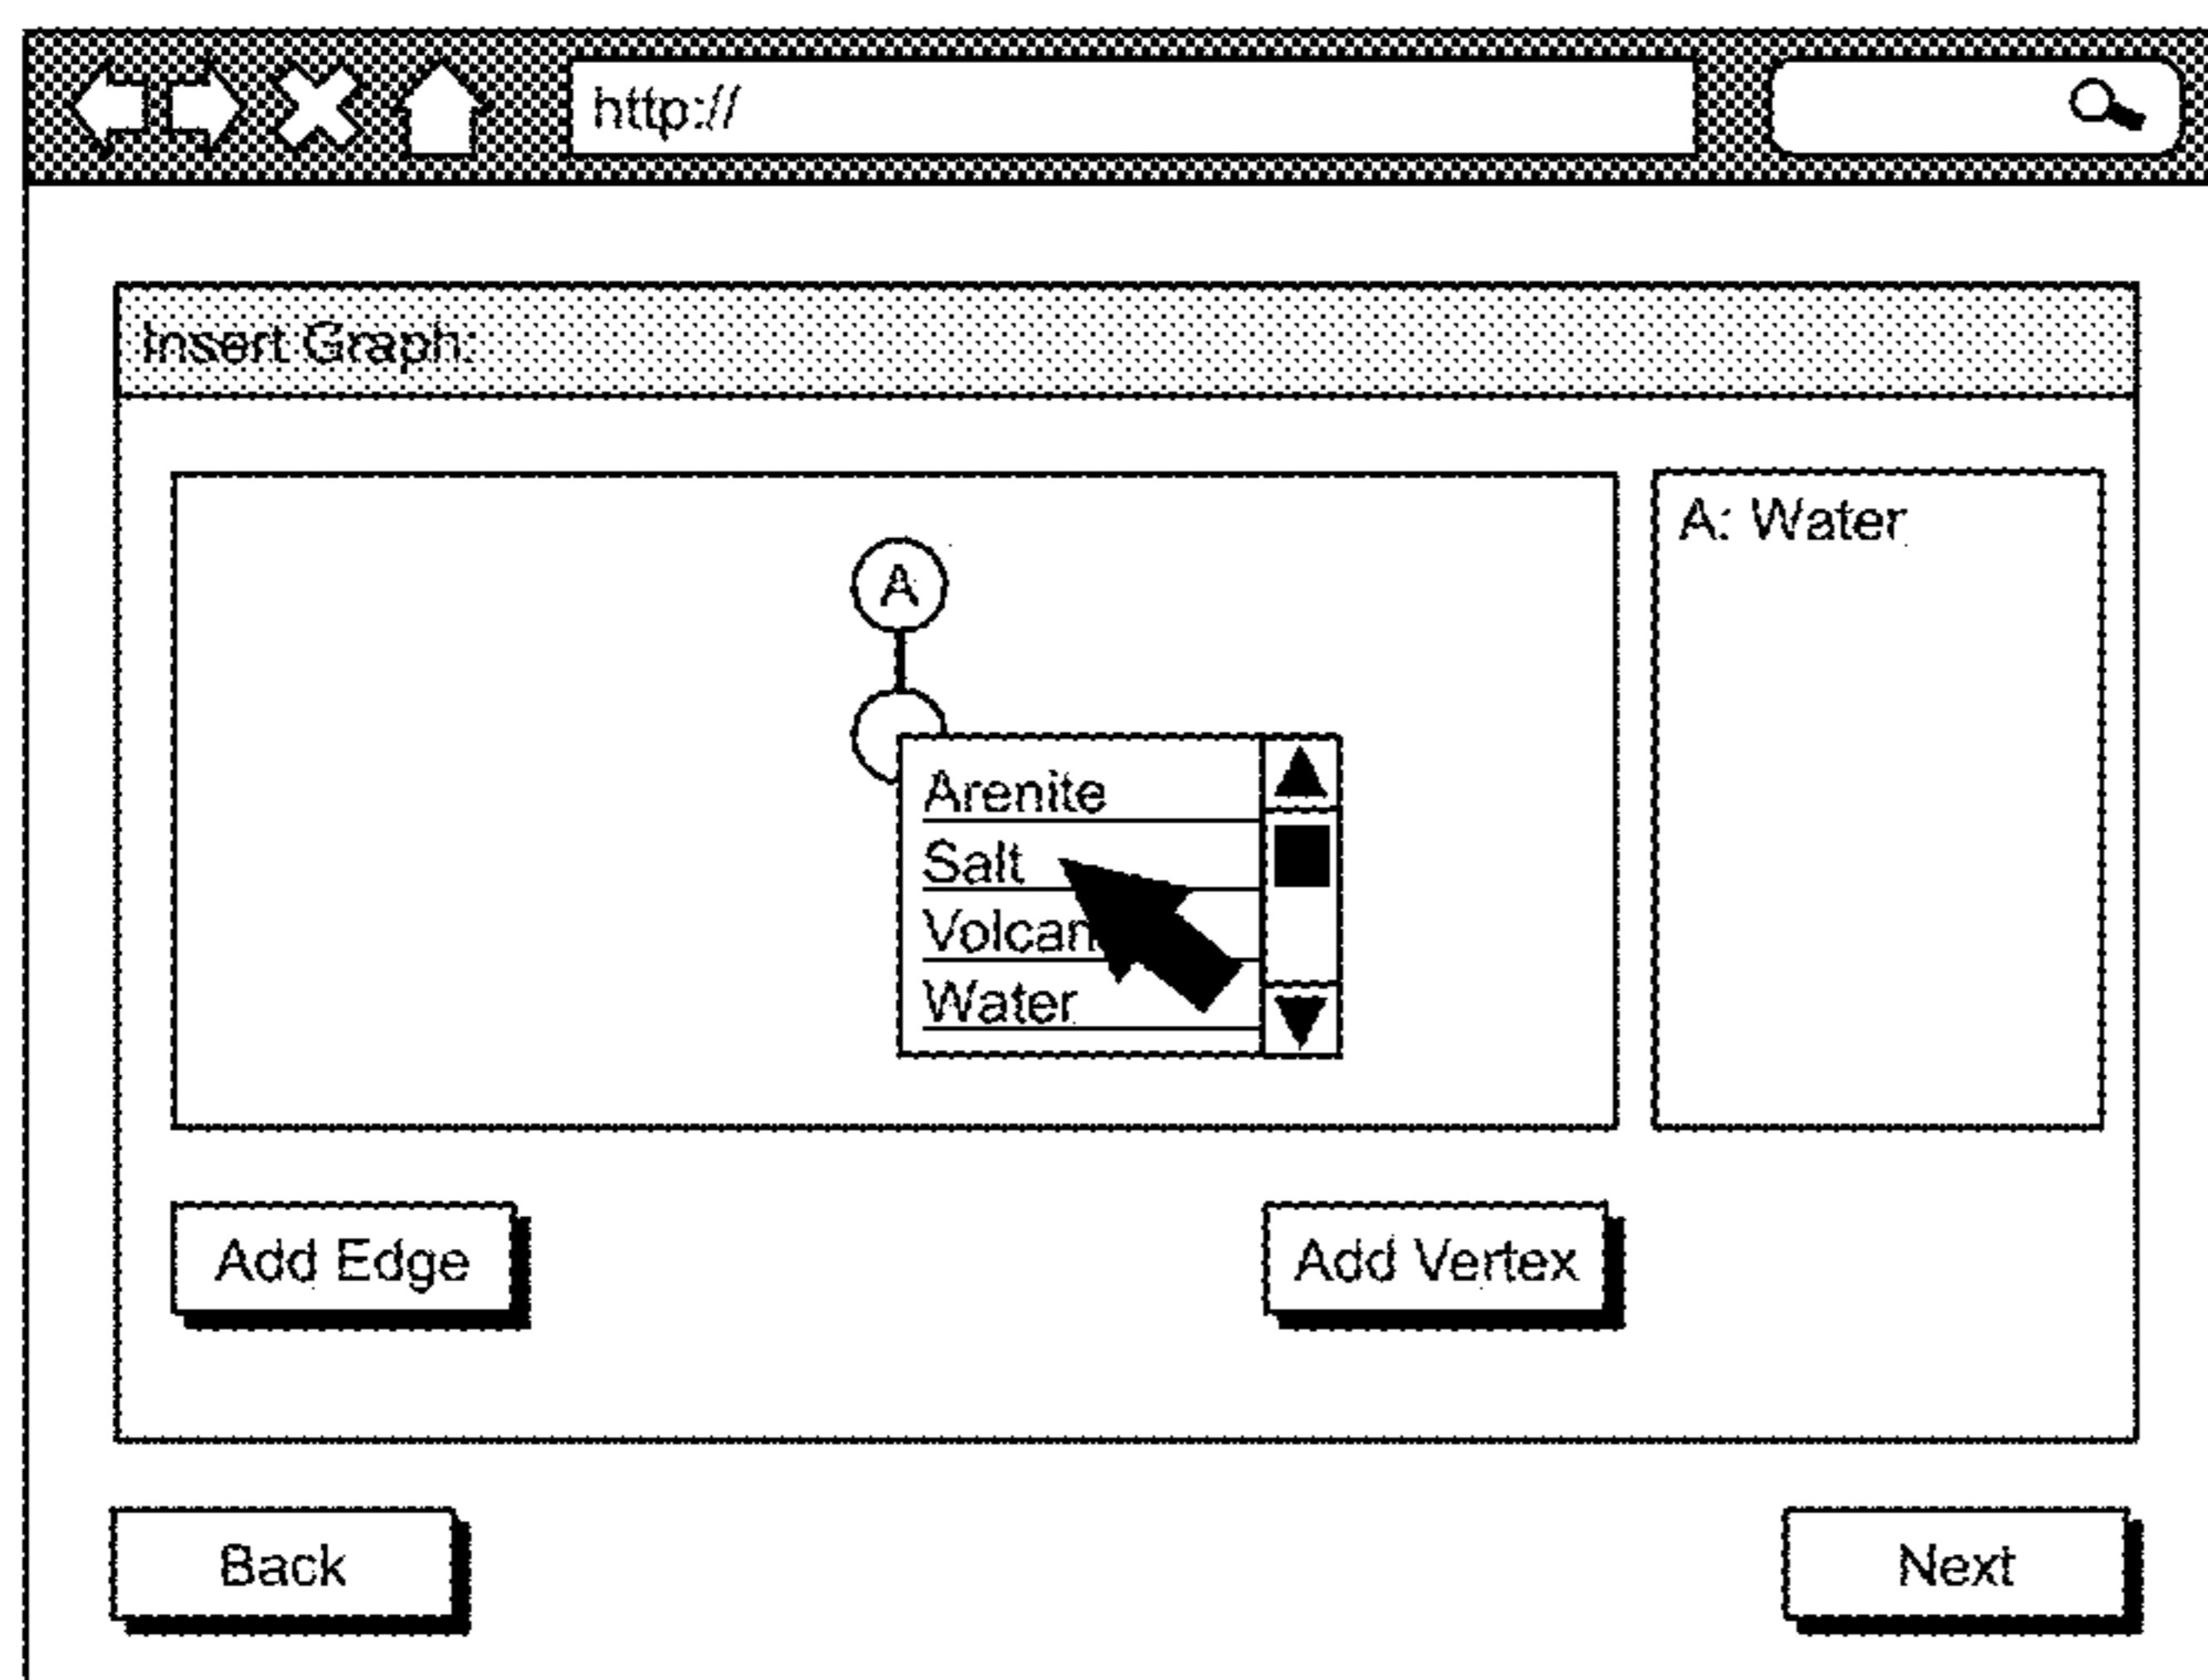 http://
Insert Graph:
A
A: Water
Arenite
Salt
Water
Add Edge
Add Vertex
Back
Next